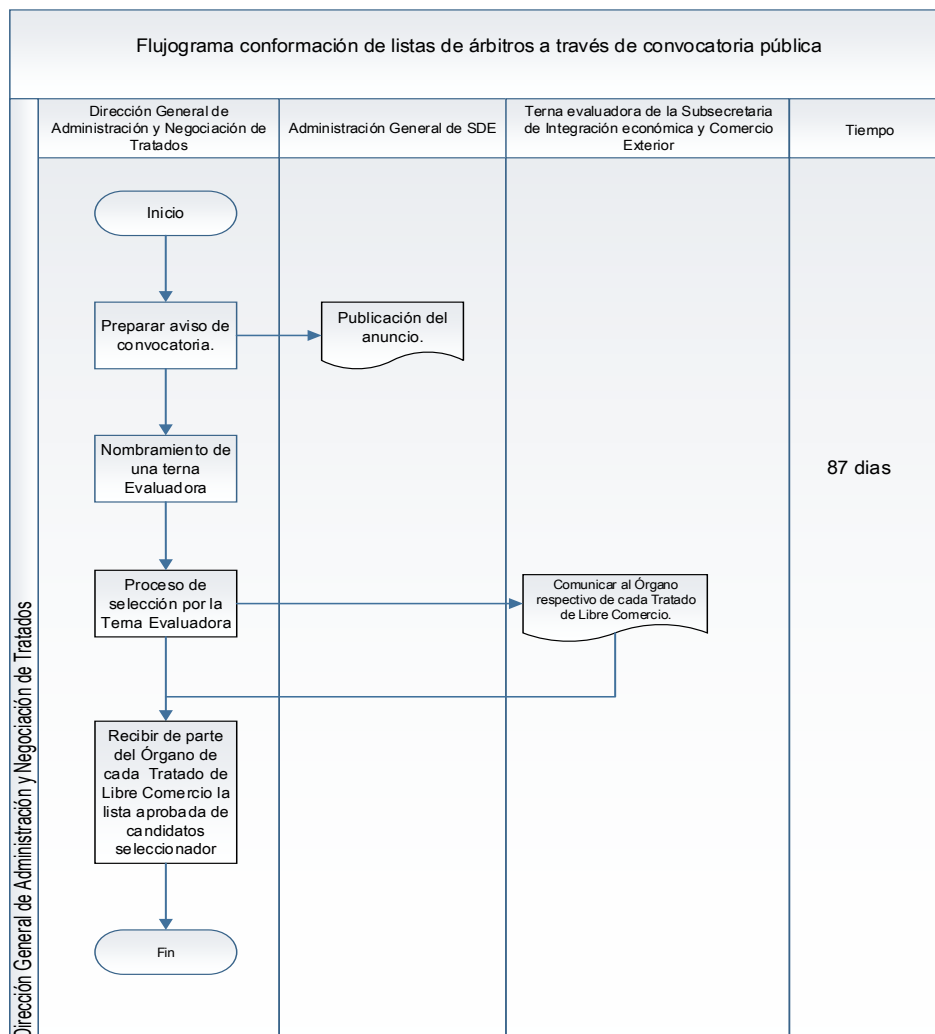 Flujograma conformación de listas de árbitros a través de convocatoria pública
Dirección General de
Administración y Negociación de
Tratados
Administración General de SDE
Terna evaluadora de la Subsecretaria
de Integración económica y Comercio
Exterior
Tiempo
Inicio
Preparar aviso de
convocatoria.
Publicación del
anuncio.
Nombramiento de
una terna
Evaluadora
87 dias
Proceso de
selección por la
Terna Evaluadora
Comunicar al Órgano
respectivo de cada Tratado
de Libre Comercio.
Recibir de parte
del Órgano de
cada Tratado de
Libre Comercio la
lista aprobada de
candidatos
seleccionador
Fin
Dirección General de Administración y Negociación de Tratados